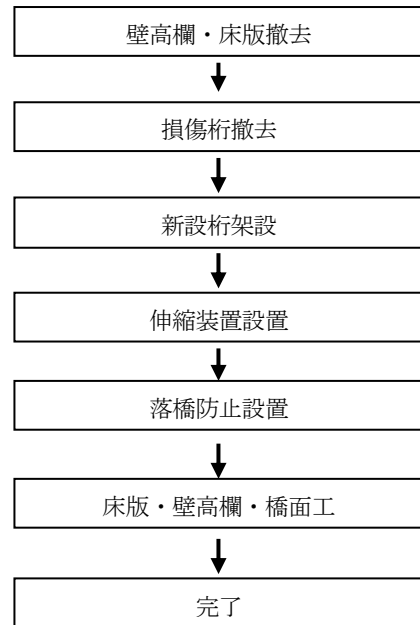 壁高欄・床版撤去
損傷桁撤去
新設桁架設
伸縮装置設置
落橋防止設置
床版・壁高欄・橋面工
完了